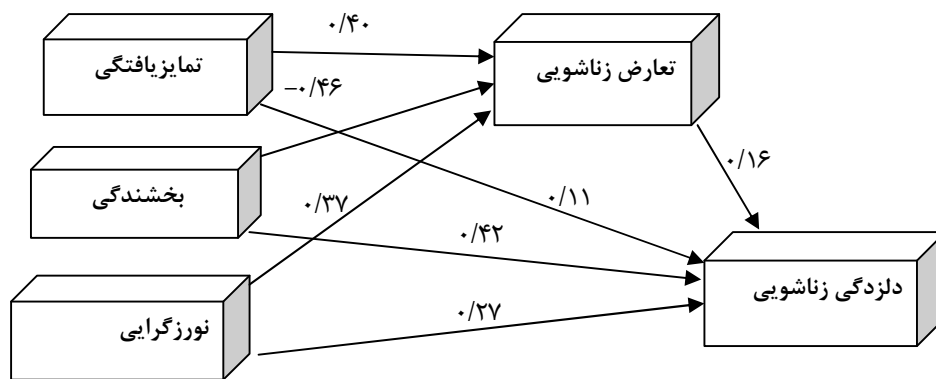 ۰/۴۰
تمایزیافتگی
تعارض زناشویی
–۰/۴۶
۰/۱۶
بخشندگی
۰/۳۷
۰/۱۱
۰/۴۲
دلزدگی زناشویی
نورزگرایی
۰/۲۷